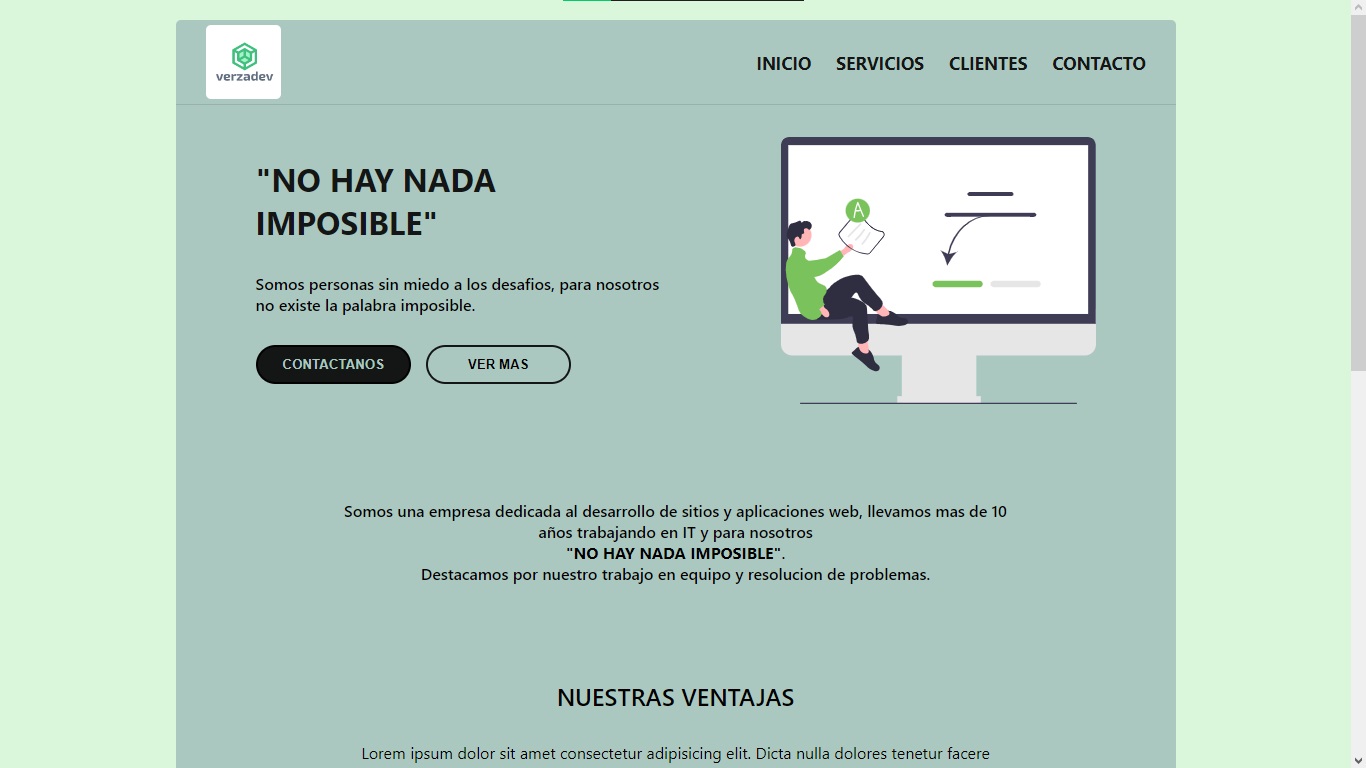 verzadev
INICIO SERVICIOS CLIENTES CONTACTO
"NO HAY NADA
IMPOSIBLE"
Somos personas sin miedo a los desafios, para nosotros
no existe la palabra imposible.
CONTACTANOS VER MAS
A
Somos una empresa dedicada al desarrollo de sitios y aplicaciones web, llevamos mas de 10
años trabajando en IT y para nosotros
"NO HAY NADA IMPOSIBLE".
Destacamos por nuestro trabajo en equipo y resolucion de problemas.
NUESTRAS VENTAJAS
Lorem ipsum dolor sit amet consectetur adipisicing elit. Dicta nulla dolores tenetur facere